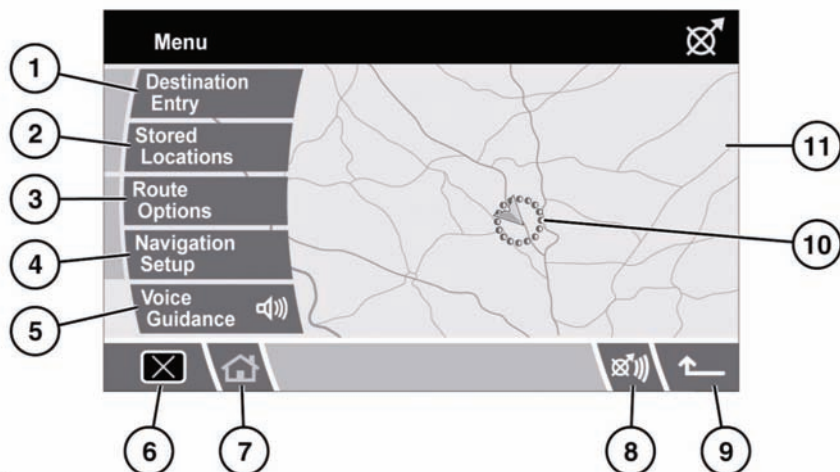 Menu
1
Destination
Entry
2
Stored
Locations
11
3
Route
Options
10
4
Navigation
Setup
5
Voice
Guidance
6
7
8
9